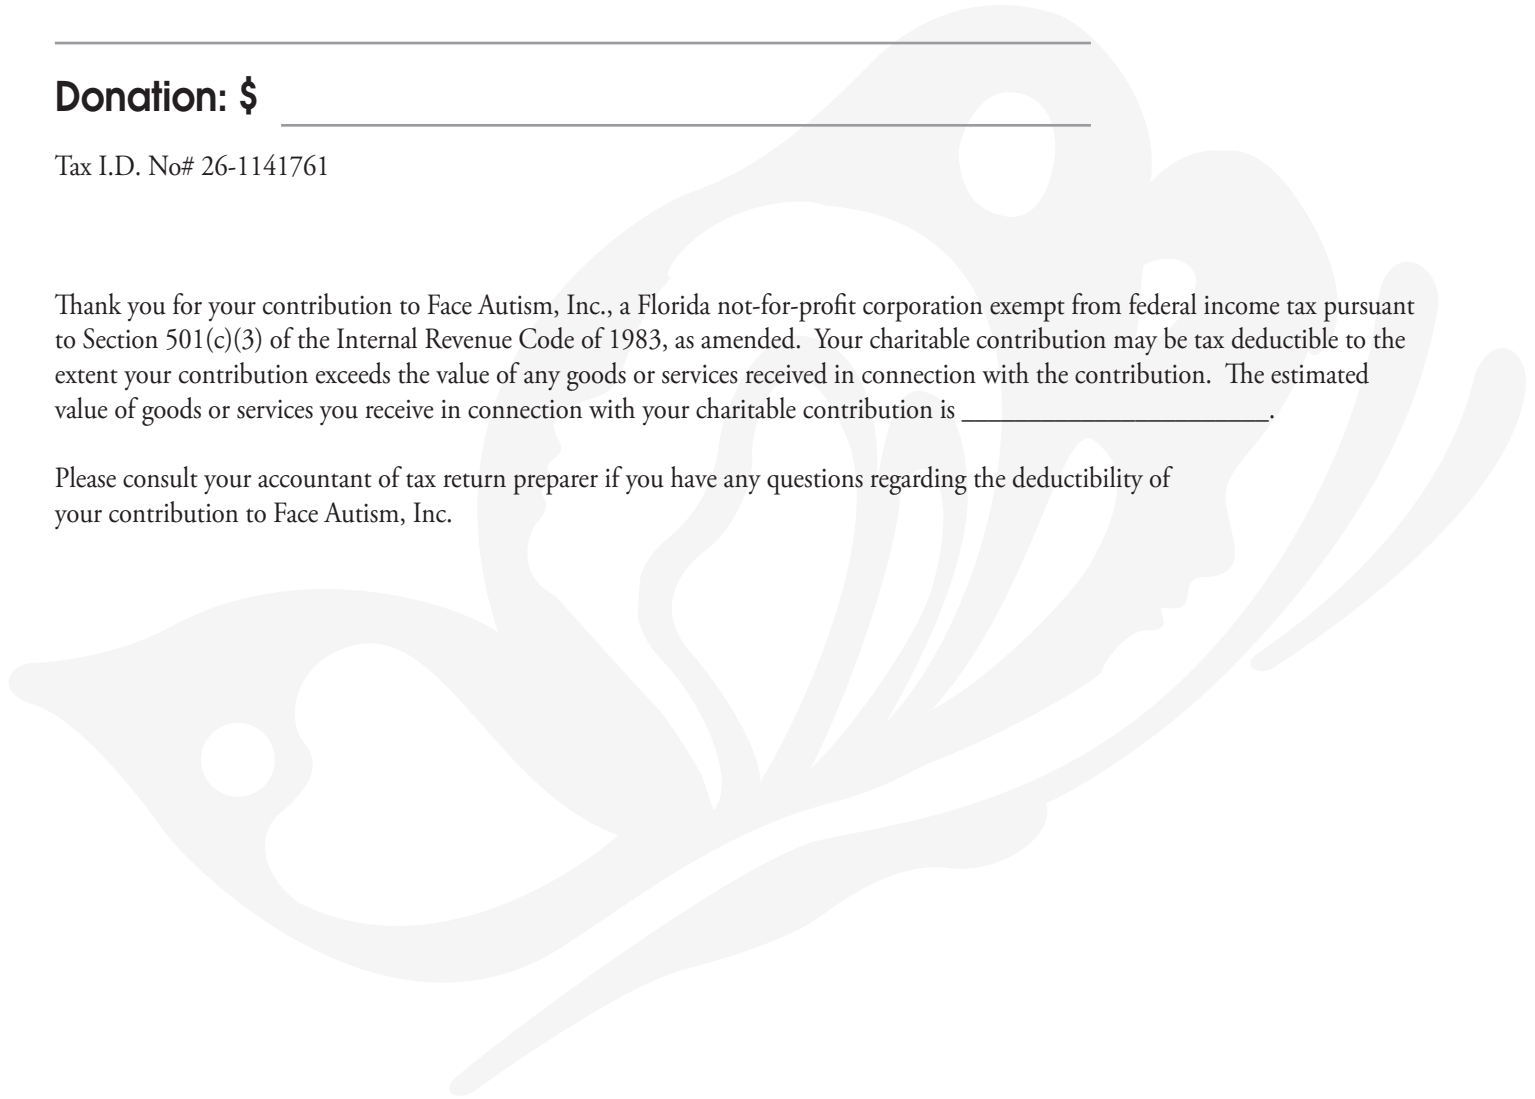 Donation: $
Tax I.D. No# 26-1141761
Thank you for your contribution to Face Autism, Inc., a Florida not-for-profit corporation exempt from federal income tax pursuant
to Section 501(c)(3) of the Internal Revenue Code of 1983, as amended.  Your charitable contribution may be tax deductible to the
extent your contribution exceeds the value of any goods or services received in connection with the contribution.  The estimated
value of goods or services you receive in connection with your charitable contribution is _______________________.
Please consult your accountant of tax return preparer if you have any questions regarding the deductibility of
your contribution to Face Autism, Inc.